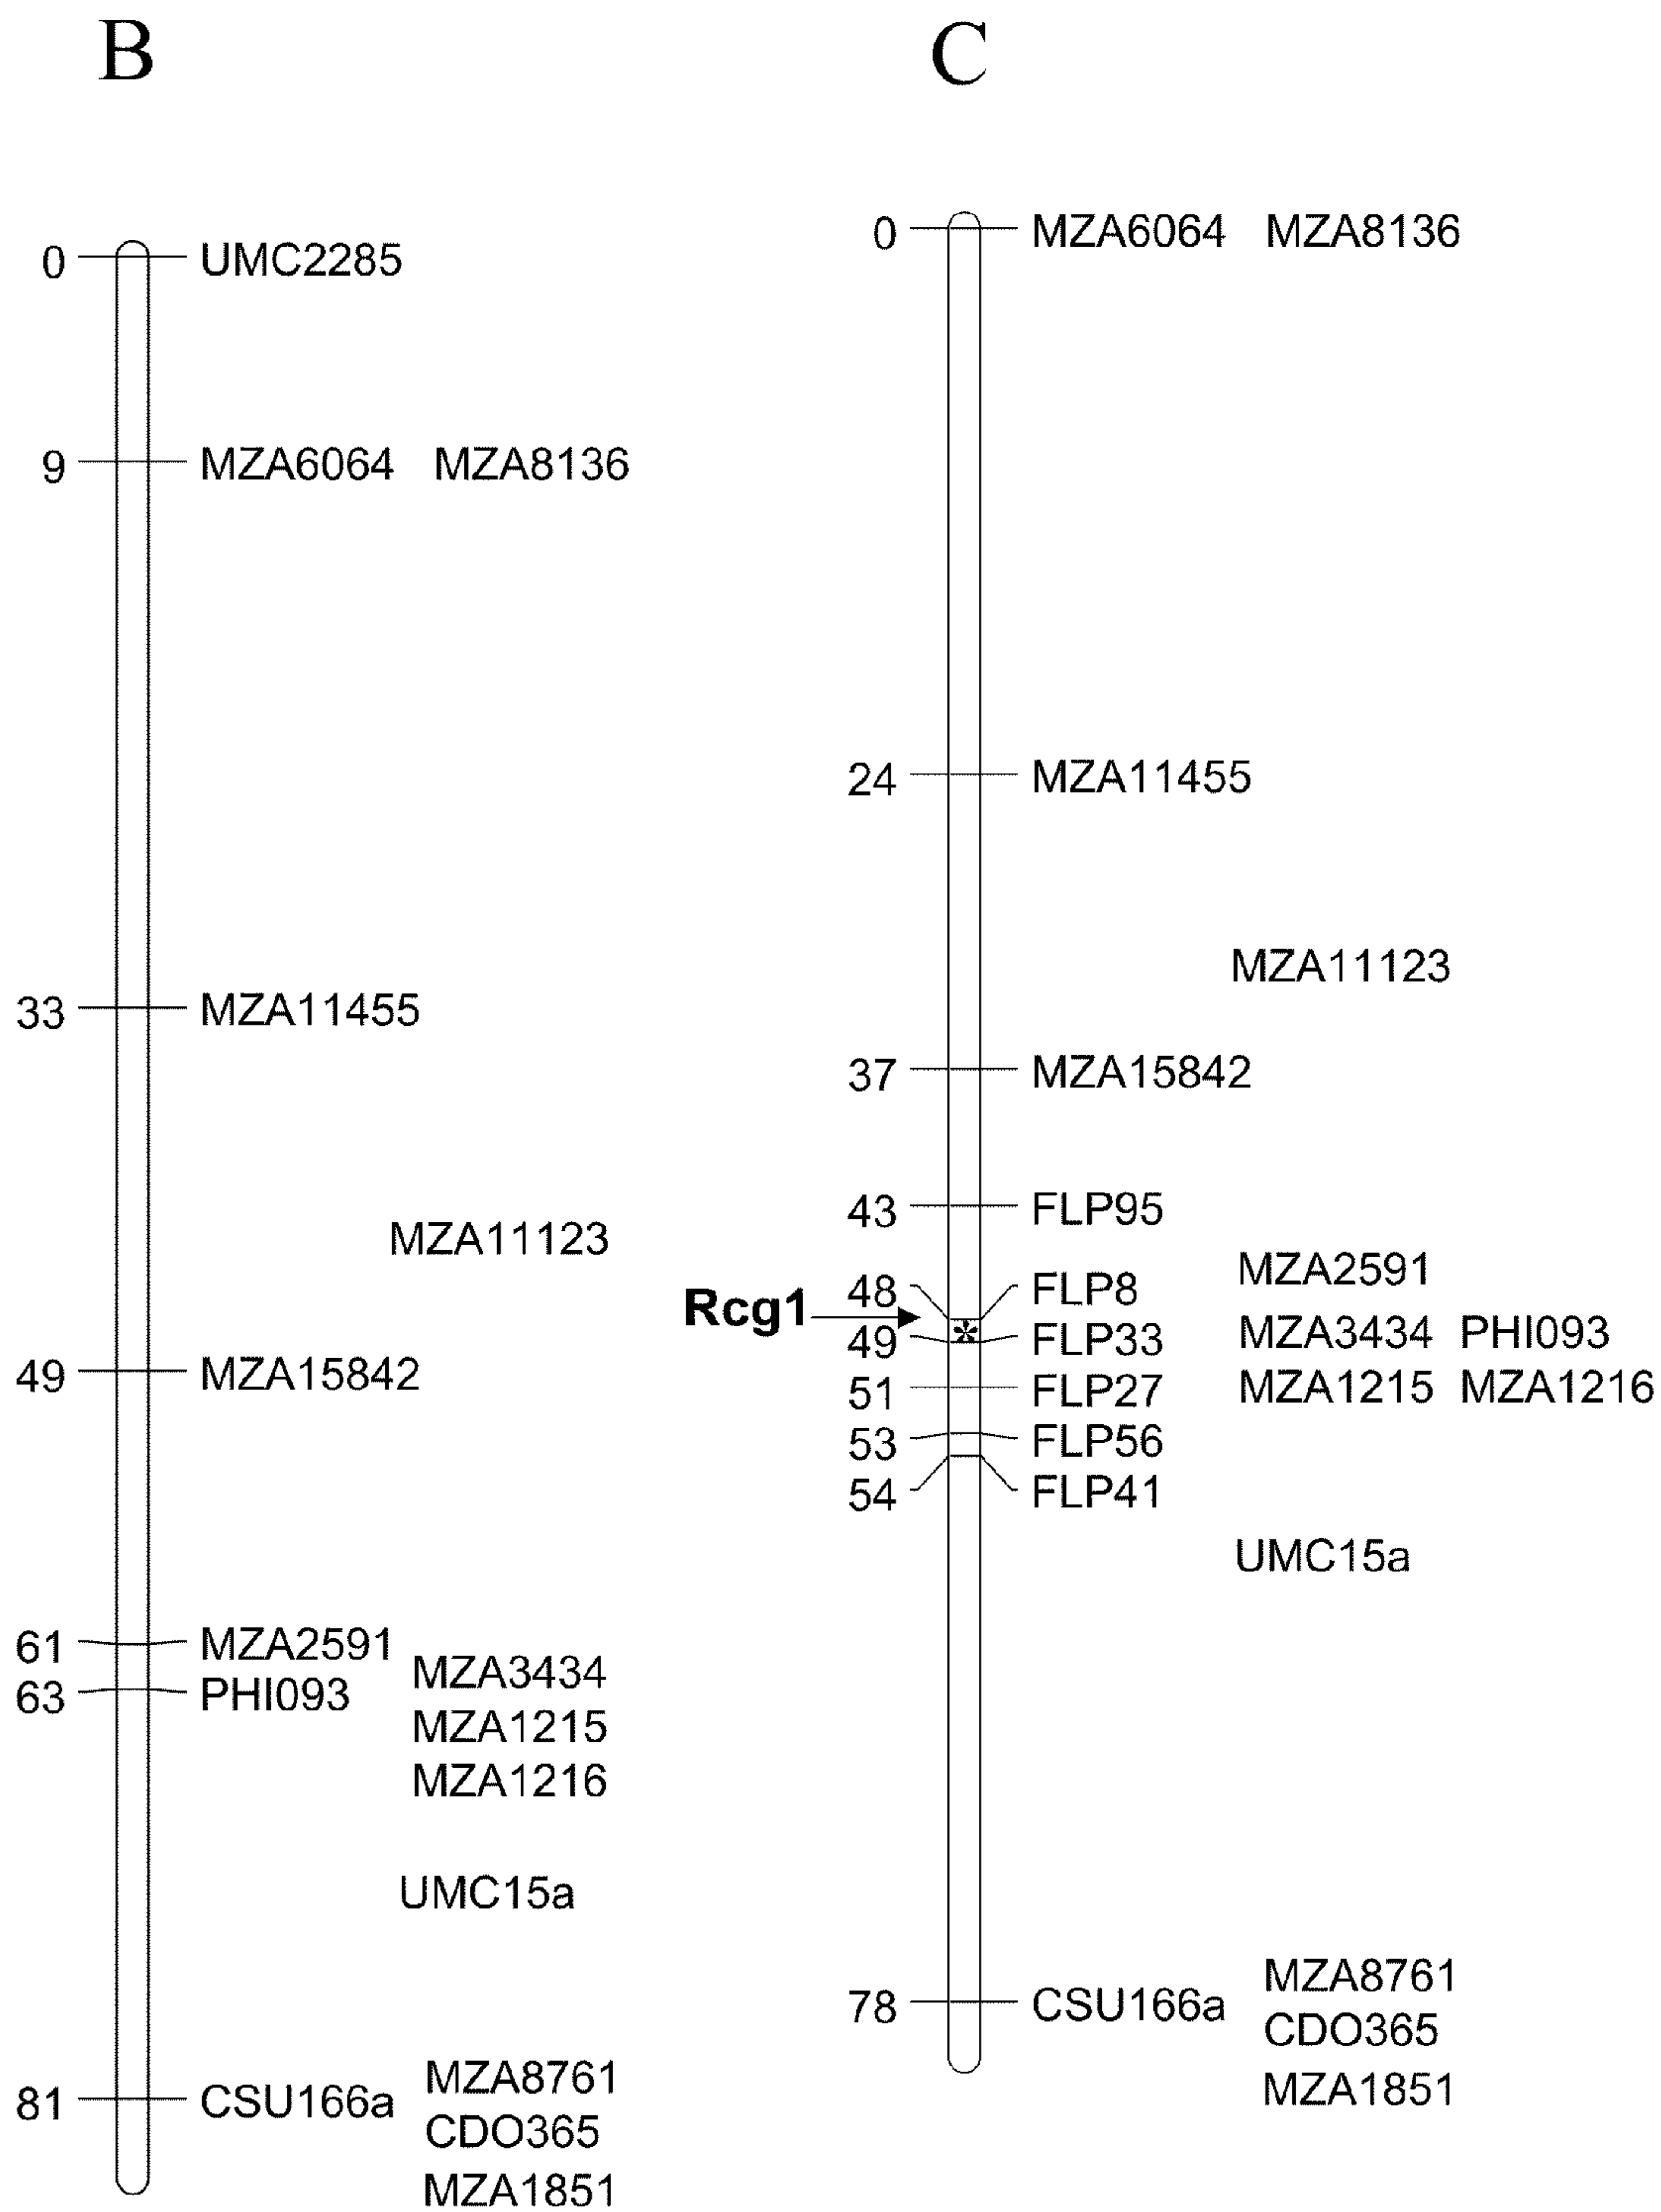 B
0 UMC2285
9 MZA6064 MZA8136
33 MZA11455
MZA11123
49 MZA15842
61 MZA2591
MZA3434
63 PHI093
MZA1215
MZA1216
UMC15a
MZA8761
81 CSU166a
CDO365
MZA1851
C
0 MZA6064 MZA8136
24 MZA11455
MZA11123
37 MZA15842
43 FLP95
MZA2591
48 FLP8
Rcg1
*
49 FLP33 MZA3434 PHI093
51 FLP27 MZA1215 MZA1216
53 FLP56
54 FLP41
UMC15a
MZA8761
78 CSU166a
CDO365
MZA1851